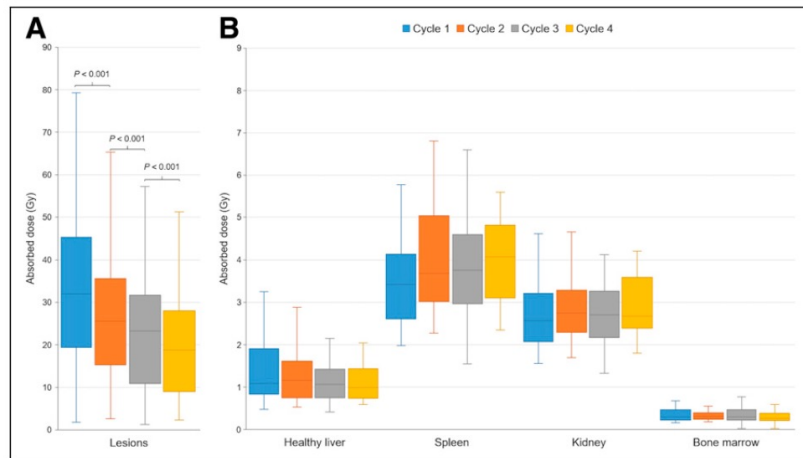 A
B
Cycle 1 Cycle 2 Cycle 3 Cycle 4
Absorbed dose (Gy)
90
80
70
60
50
40
30
20
10
0
P < 0.001
P < 0.001
P < 0.001
Lesions
Absorbed dose (Gy)
9
8
7
6
5
4
3
2
1
0
Healthy liver Spleen Kidney Bone marrow